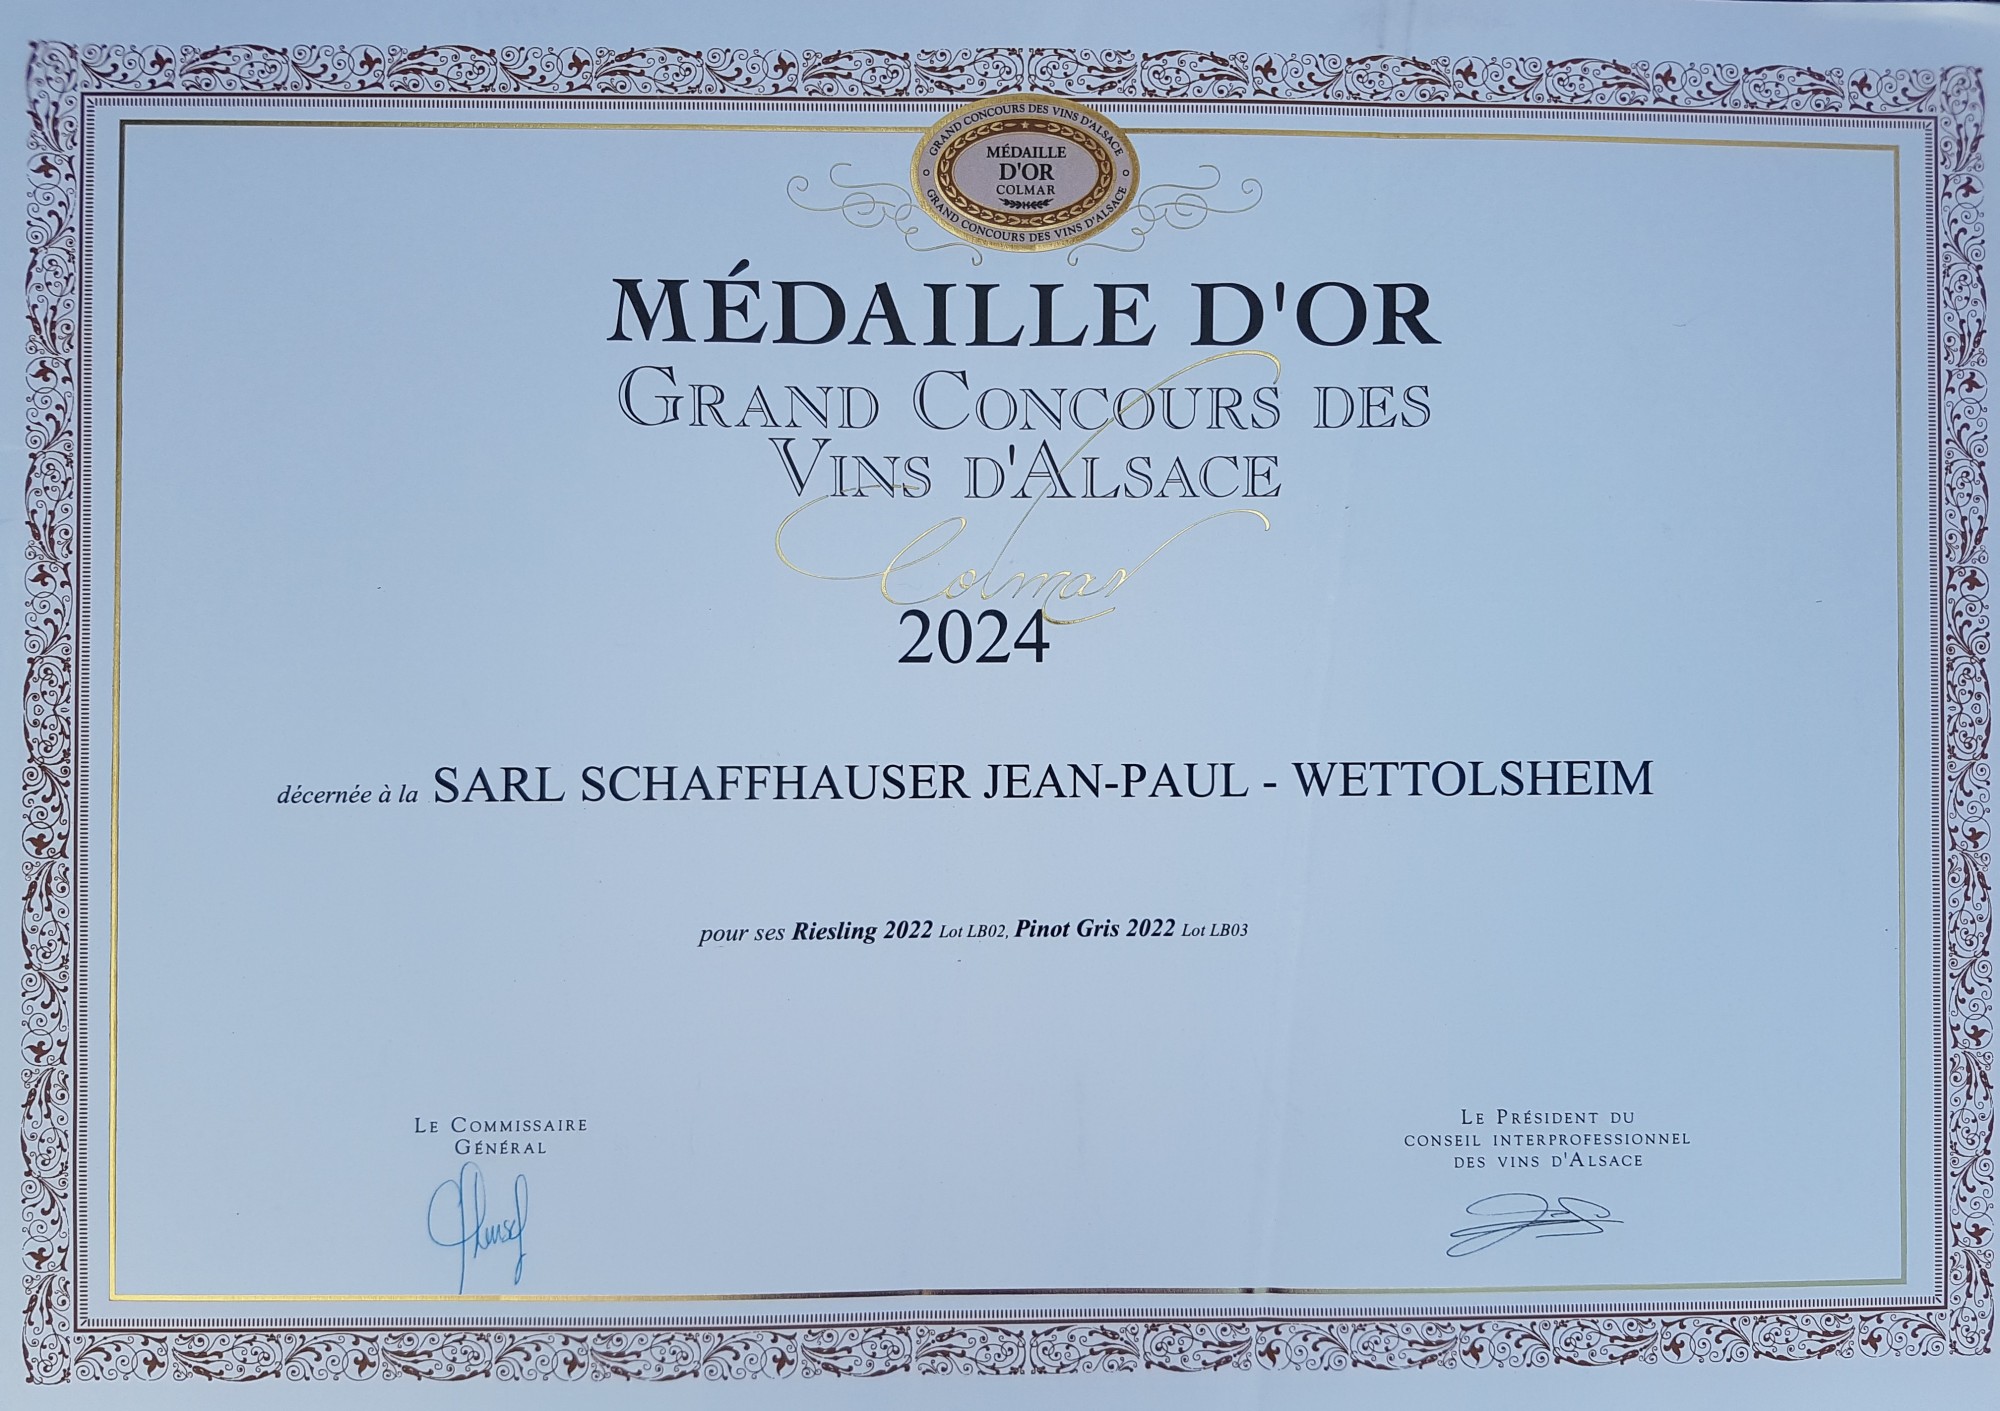 GRAND CONCOURS DES VINS D'ALSACE
MÉDAILLE
D'OR
COLMAR
GRAND CONCOURS DES VINS D'ALSACE
MÉDAILLE D'OR
GRAND CONCOURS DES
VINS D'ALSACE
Colmar
2024
décernée à la SARL SCHAFFHAUSER JEAN-PAUL - WETTOLSHEIM
pour ses Riesling 2022 Lot LB02, Pinot Gris 2022 Lot LB03
LE COMMISSAIRE
GÉNÉRAL
LE PRÉSIDENT DU
CONSEIL INTERPROFESSIONNEL
DES VINS D'ALSACE